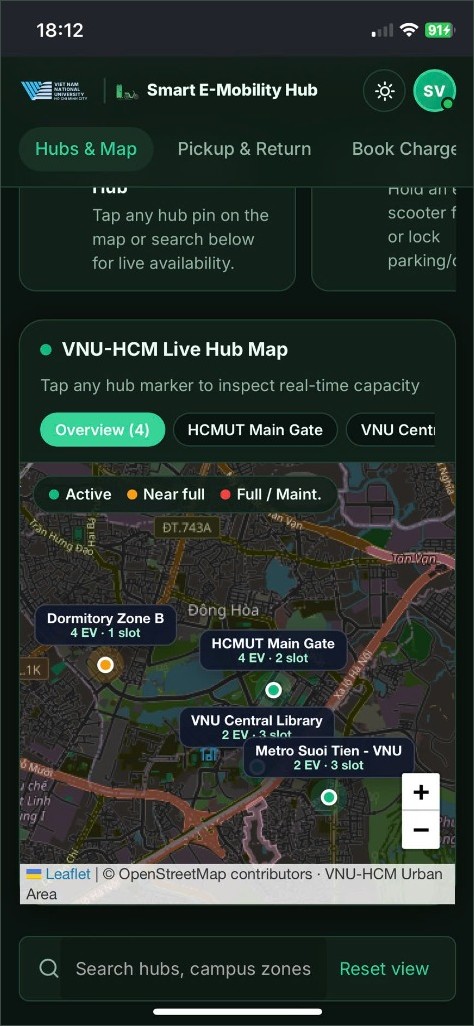 18:12
91
VIET NAM
NATIONAL
UNIVERSITY
HO CHI MINH CITY
Smart E-Mobility Hub
SV
Hubs & Map
Pickup & Return
Book Charge
Hub
Tap any hub pin on the
map or search below
for live availability.
Hold an e
scooter f
or lock
parking/c
VNU-HCM Live Hub Map
Tap any hub marker to inspect real-time capacity
Overview (4)
HCMUT Main Gate
VNU Centr
Active
Near full
Full / Maint.
Trần Hưng Đạo
Hai Bà
ĐT.743A
Tân Vạn
Tân Vạn
Đông Hòa
Dormitory Zone B
4 EV · 1 slot
HCMUT Main Gate
4 EV · 2 slot
.1K
Xa lộ Hà Nội
VNU Central Library
2 EV · 3 slot
Metro Suoi Tien - VNU
2 EV · 3 slot
+
−
Leaflet | © OpenStreetMap contributors · VNU-HCM Urban
Area
Search hubs, campus zones
Reset view